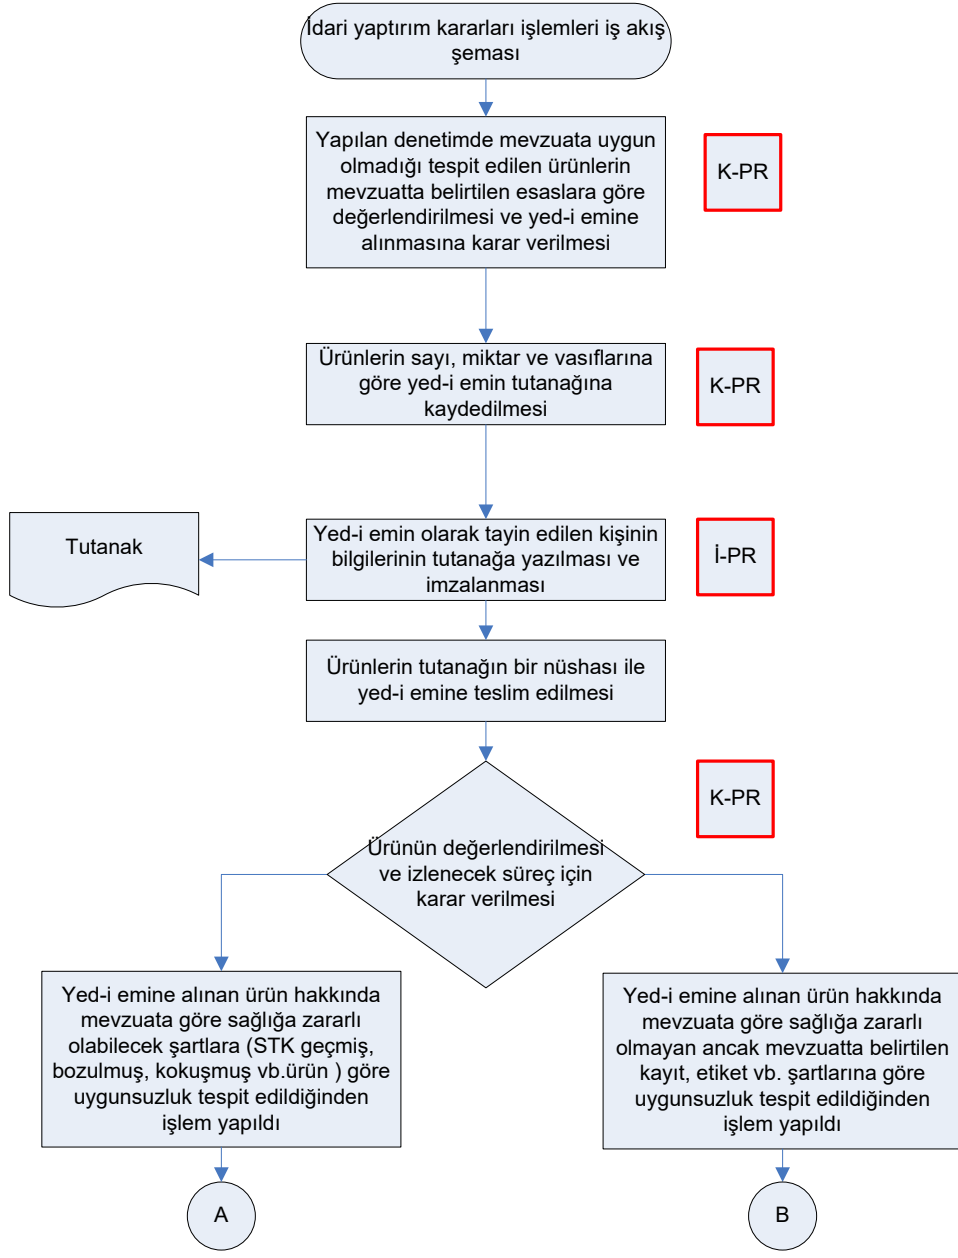 İdari yaptırım kararları işlemleri iş akış
şeması
Yapılan denetimde mevzuata uygun
olmadığı tespit edilen ürünlerin
mevzuatta belirtilen esaslara göre
değerlendirilmesi ve yed-i emine
alınmasına karar verilmesi
K-PR
Ürünlerin sayı, miktar ve vasıflarına
göre yed-i emin tutanağına
kaydedilmesi
K-PR
Tutanak
Yed-i emin olarak tayin edilen kişinin
bilgilerinin tutanağa yazılması ve
imzalanması
İ-PR
Ürünlerin tutanağın bir nüshası ile
yed-i emine teslim edilmesi
K-PR
Ürünün değerlendirilmesi
ve izlenecek süreç için
karar verilmesi
Yed-i emine alınan ürün hakkında
mevzuata göre sağlığa zararlı
olabilecek şartlara (STK geçmiş,
bozulmuş, kokuşmuş vb.ürün ) göre
uygunsuzluk tespit edildiğinden
işlem yapıldı
Yed-i emine alınan ürün hakkında
mevzuata göre sağlığa zararlı
olmayan ancak mevzuatta belirtilen
kayıt, etiket vb. şartlarına göre
uygunsuzluk tespit edildiğinden
işlem yapıldı
A
B